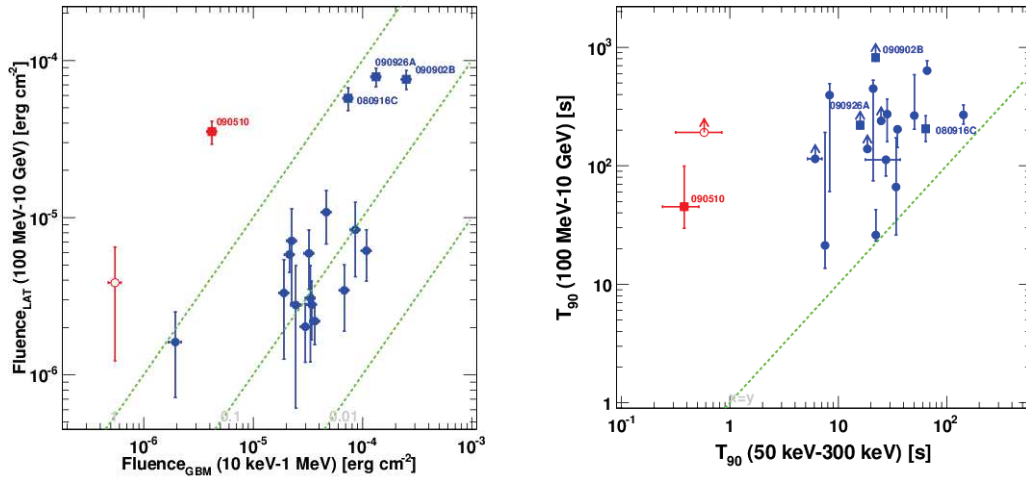 Fluence_LAT (100 MeV-10 GeV) [erg cm^-2]
10^-4
10^-5
10^-6
090926A
090902B
080916C
090510
1
0.1
0.01
10^-6
10^-5
10^-4
10^-3
Fluence_GBM (10 keV-1 MeV) [erg cm^-2]
T_90 (100 MeV-10 GeV) [s]
10^3
10^2
10
1
090902B
090926A
080916C
090510
x=y
10^-1
1
10
10^2
10^3
T_90 (50 keV-300 keV) [s]